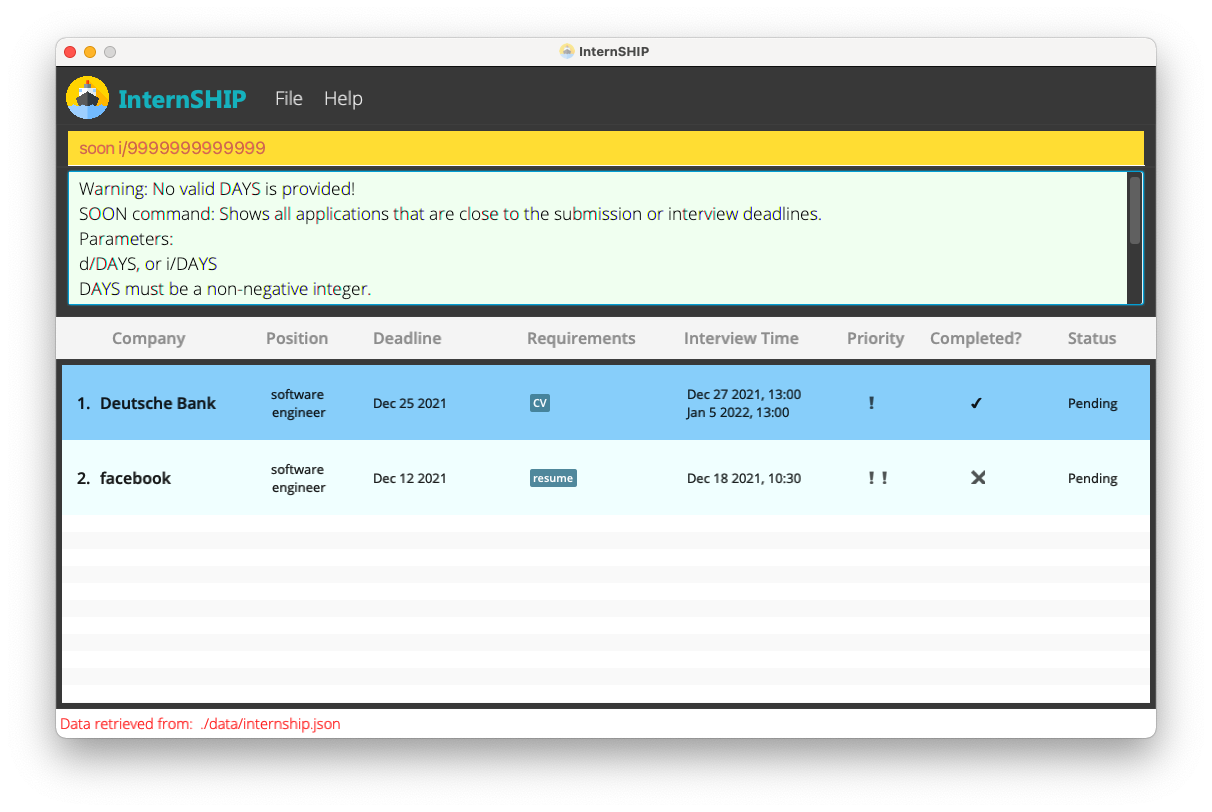 InternSHIP
InternSHIP File Help
soon i/9999999999999
Warning: No valid DAYS is provided!
SOON command: Shows all applications that are close to the submission or interview deadlines.
Parameters:
d/DAYS, or i/DAYS
DAYS must be a non-negative integer.
Company Position Deadline Requirements Interview Time Priority Completed? Status
1. Deutsche Bank software engineer Dec 25 2021 CV Dec 27 2021, 13:00 Jan 5 2022, 13:00 ! ✔ Pending
2. facebook software engineer Dec 12 2021 resume Dec 18 2021, 10:30 ! ! ✖ Pending
Data retrieved from: ./data/internship.json